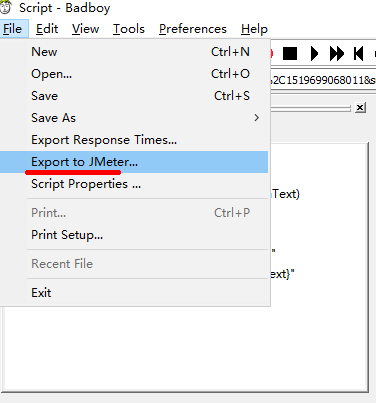 Script - Badboy
File Edit View Tools Preferences Help
New Ctrl+N
Open... Ctrl+O
Save Ctrl+S
%2C1519699068011&s
Save As
Export Response Times...
Export to JMeter...
Script Properties ...
Text)
Print... Ctrl+P
Print Setup...
"
Recent File
ext}"
Exit